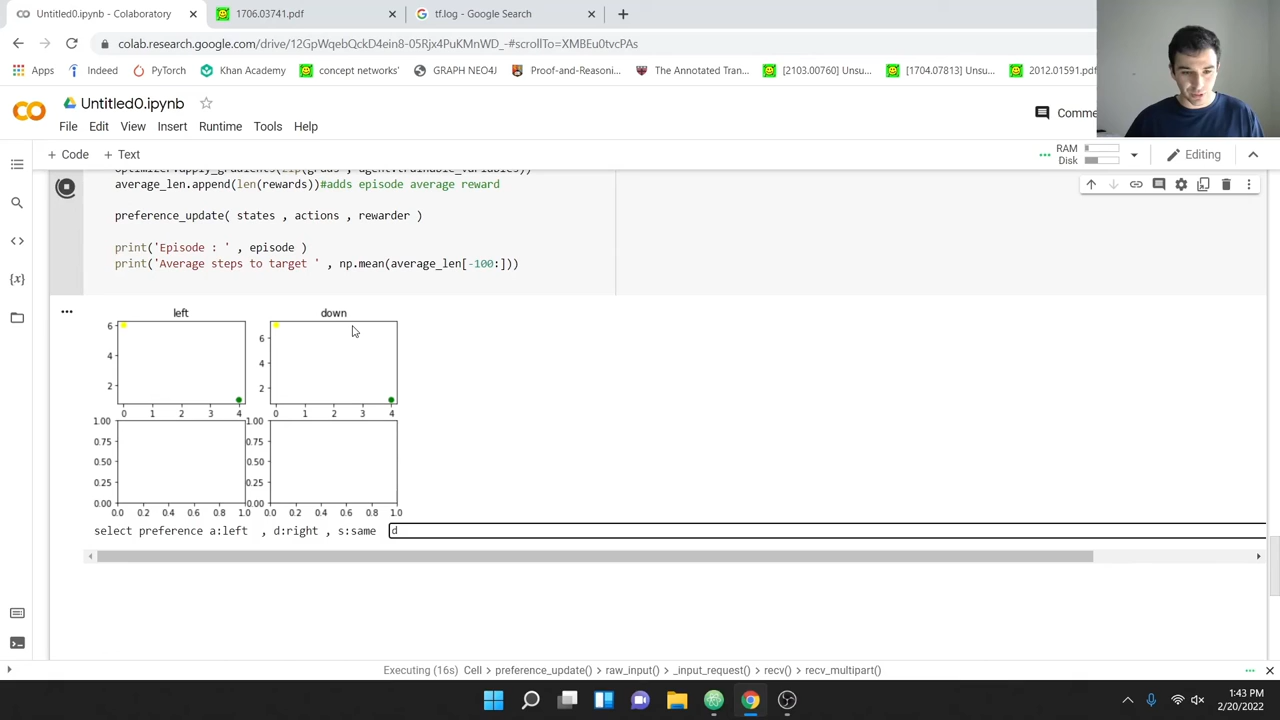 Untitled0.ipynb - Colaboratory
1706.03741.pdf
tf.log - Google Search
colab.research.google.com/drive/12GpWqebQckD4ein8-05Rjx4PuKMnWD_-#scrollTo=XMBEu0tvcPAs
Apps
Indeed
PyTorch
Khan Academy
concept networks'
GRAPH NEO4J
Proof-and-Reasoni...
The Annotated Tran...
[2103.00760] Unsu...
[1704.07813] Unsu...
2012.01591.pdf
Untitled0.ipynb
File Edit View Insert Runtime Tools Help
Comme
+ Code + Text
RAM
Disk
Editing
average_len.append(len(rewards))#adds episode average reward
preference_update( states , actions , rewarder )
print('Episode : ' , episode )
print('Average steps to target ' , np.mean(average_len[-100:]))
left
down
6
4
2
0 1 2 3 4
6
4
2
0 1 2 3 4
1.00
0.75
0.50
0.25
0.00
0.0 0.2 0.4 0.6 0.8 1.0
1.00
0.75
0.50
0.25
0.00
0.0 0.2 0.4 0.6 0.8 1.0
select preference a:left , d:right , s:same d
Executing (16s) Cell > preference_update() > raw_input() > _input_request() > recv() > recv_multipart()
1:43 PM
2/20/2022